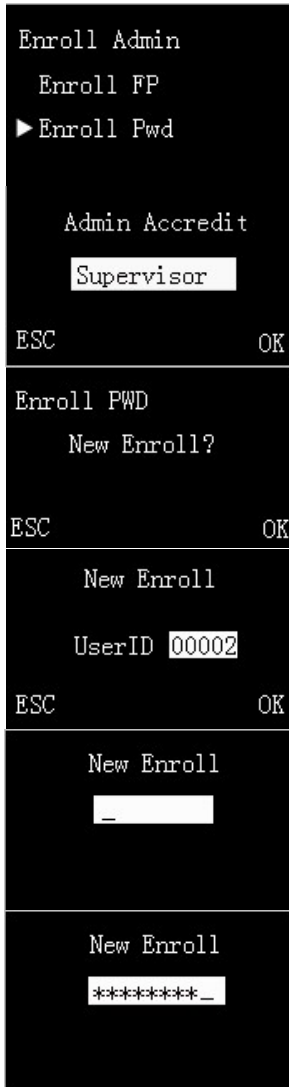 Enroll Admin
Enroll FP
▶Enroll Pwd
Admin Accredit
Supervisor
ESC OK
Enroll PWD
New Enroll?
ESC OK
New Enroll
UserID 00002
ESC OK
New Enroll
_
New Enroll
********_